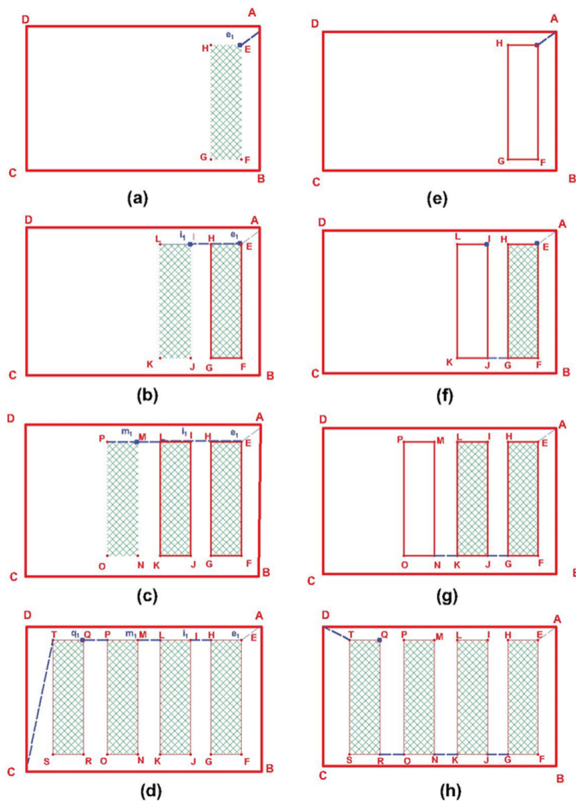 D A
H e1 E
G F
C B
(a)
D A
H
G F
C B
(e)
D A
L i1 I H e1 E
K J G F
C B
(b)
D A
L I H E
K J G F
C B
(f)
D A
P m1 M L i1 I H e1 E
O N K J G F
C B
(c)
D A
P M L I H E
O N K J G F
C B
(g)
D A
T q1 Q P m1 M L i1 I H e1 E
S R O N K J G F
C B
(d)
D A
T Q P M L I H E
S R O N K J G F
C B
(h)